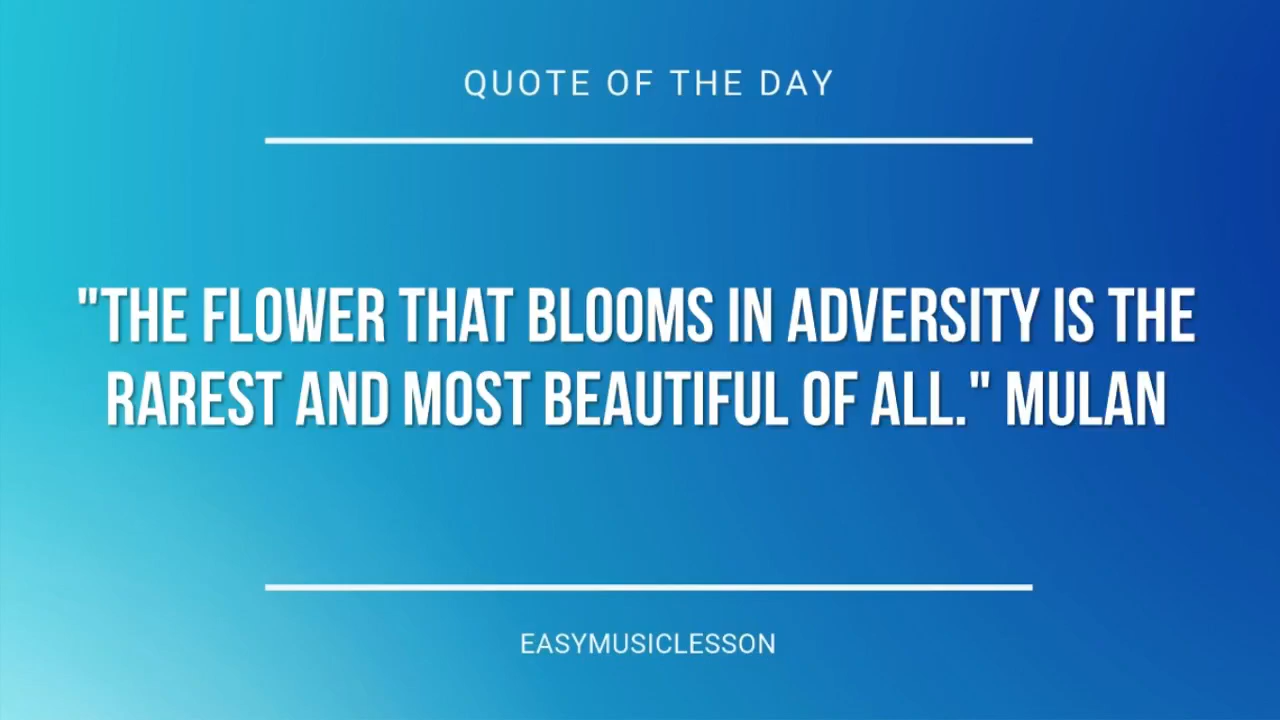 QUOTE OF THE DAY
"THE FLOWER THAT BLOOMS IN ADVERSITY IS THE
RAREST AND MOST BEAUTIFUL OF ALL." MULAN
EASYMUSICLESSON